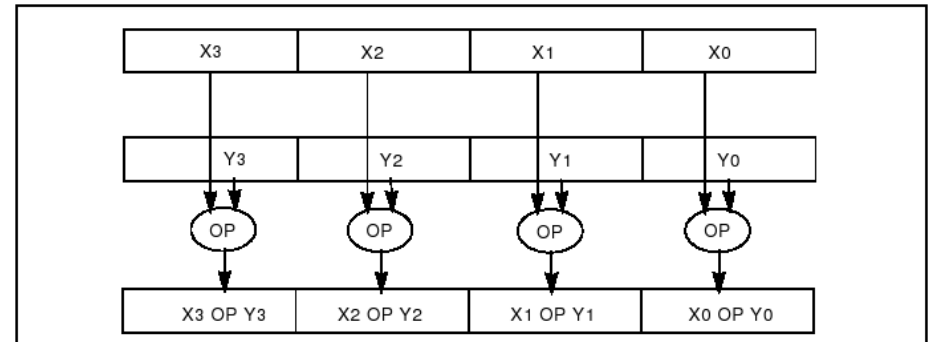 X3 X2 X1 X0
Y3 Y2 Y1 Y0
OP OP OP OP
X3 OP Y3 X2 OP Y2 X1 OP Y1 X0 OP Y0